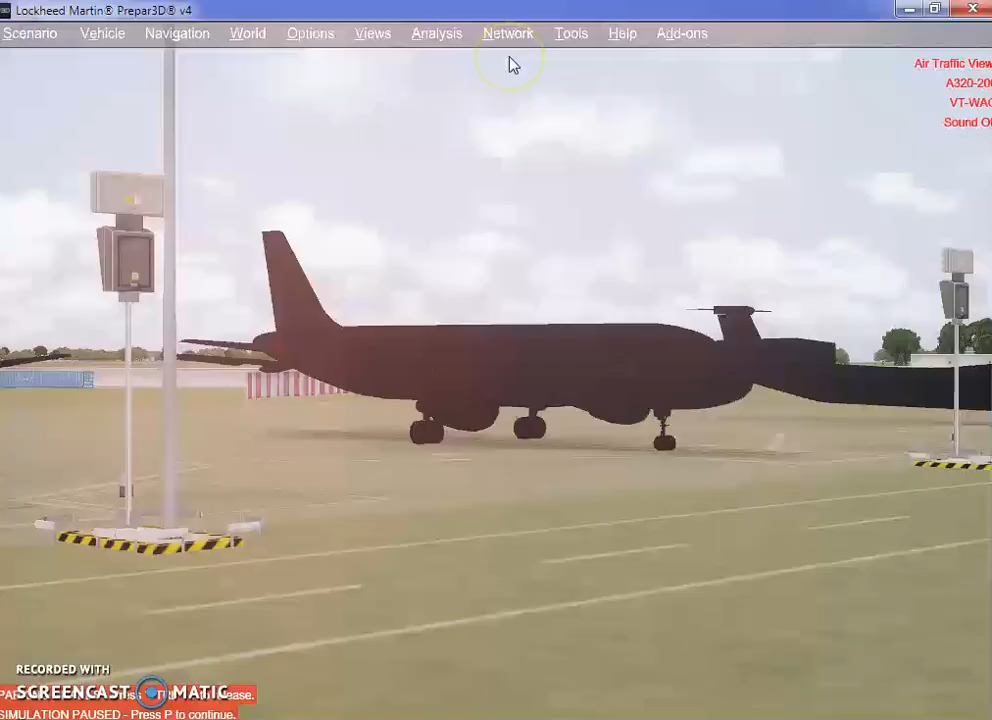 Lockheed Martin® Prepar3D® v4
Scenario Vehicle Navigation World Options Views Analysis Network Tools Help Add-ons
Air Traffic View
A320-20
VT-WA
Sound O
RECORDED WITH
SCREENCAST MATIC
SIMULATION PAUSED - Press P to continue.